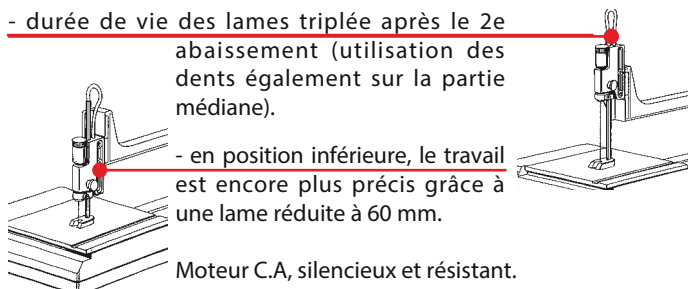 - durée de vie des lames triplée après le 2e
abaissement (utilisation des
dents également sur la partie
médiane).
- en position inférieure, le travail
est encore plus précis grâce à
une lame réduite à 60 mm.
Moteur C.A, silencieux et résistant.